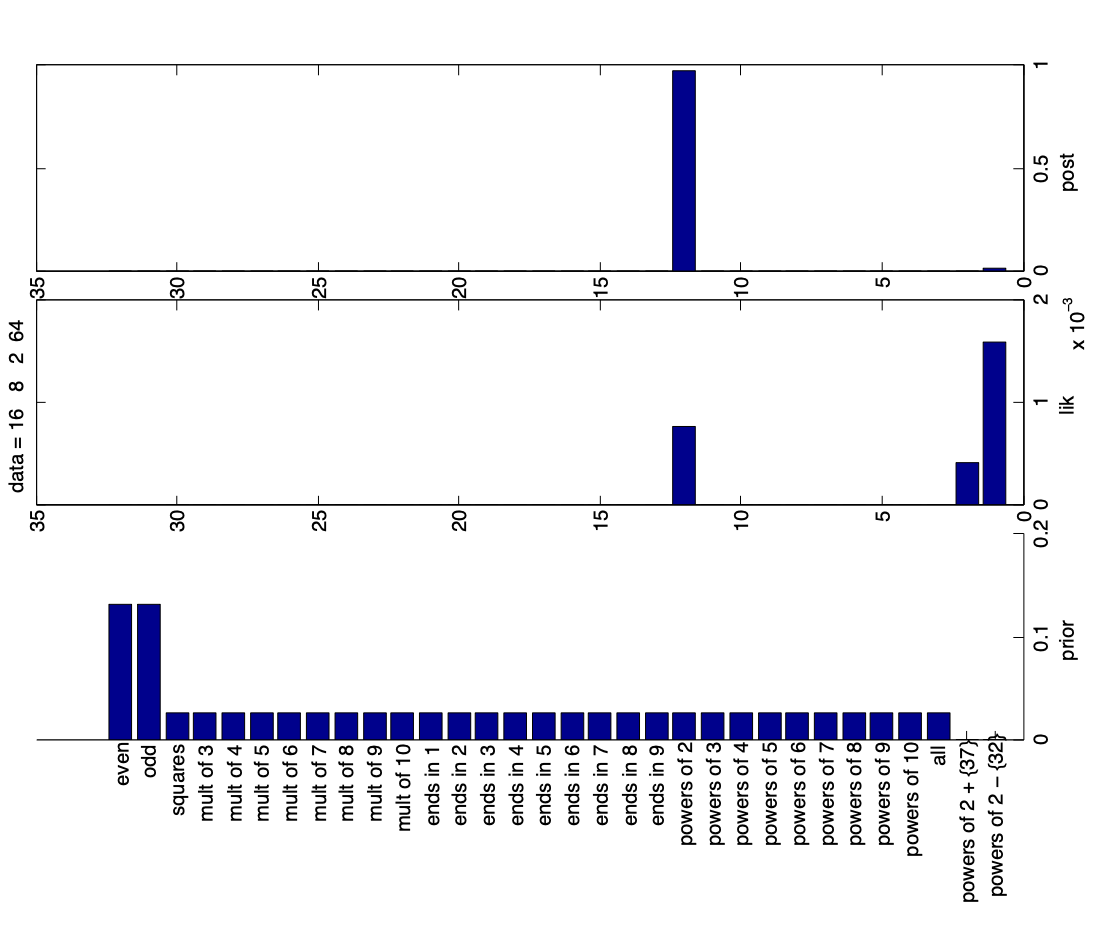 data = 16 8 2 64
35
30
25
20
15
10
5
0
0
0.5
1
post
35
30
25
20
15
10
5
0
0
1
2
x 10⁻³
lik
even
odd
squares
mult of 3
mult of 4
mult of 5
mult of 6
mult of 7
mult of 8
mult of 9
mult of 10
ends in 1
ends in 2
ends in 3
ends in 4
ends in 5
ends in 6
ends in 7
ends in 8
ends in 9
powers of 2
powers of 3
powers of 4
powers of 5
powers of 6
powers of 7
powers of 8
powers of 9
powers of 10
all
powers of 2 + {37}
powers of 2 − {32}
0
0.1
0.2
prior